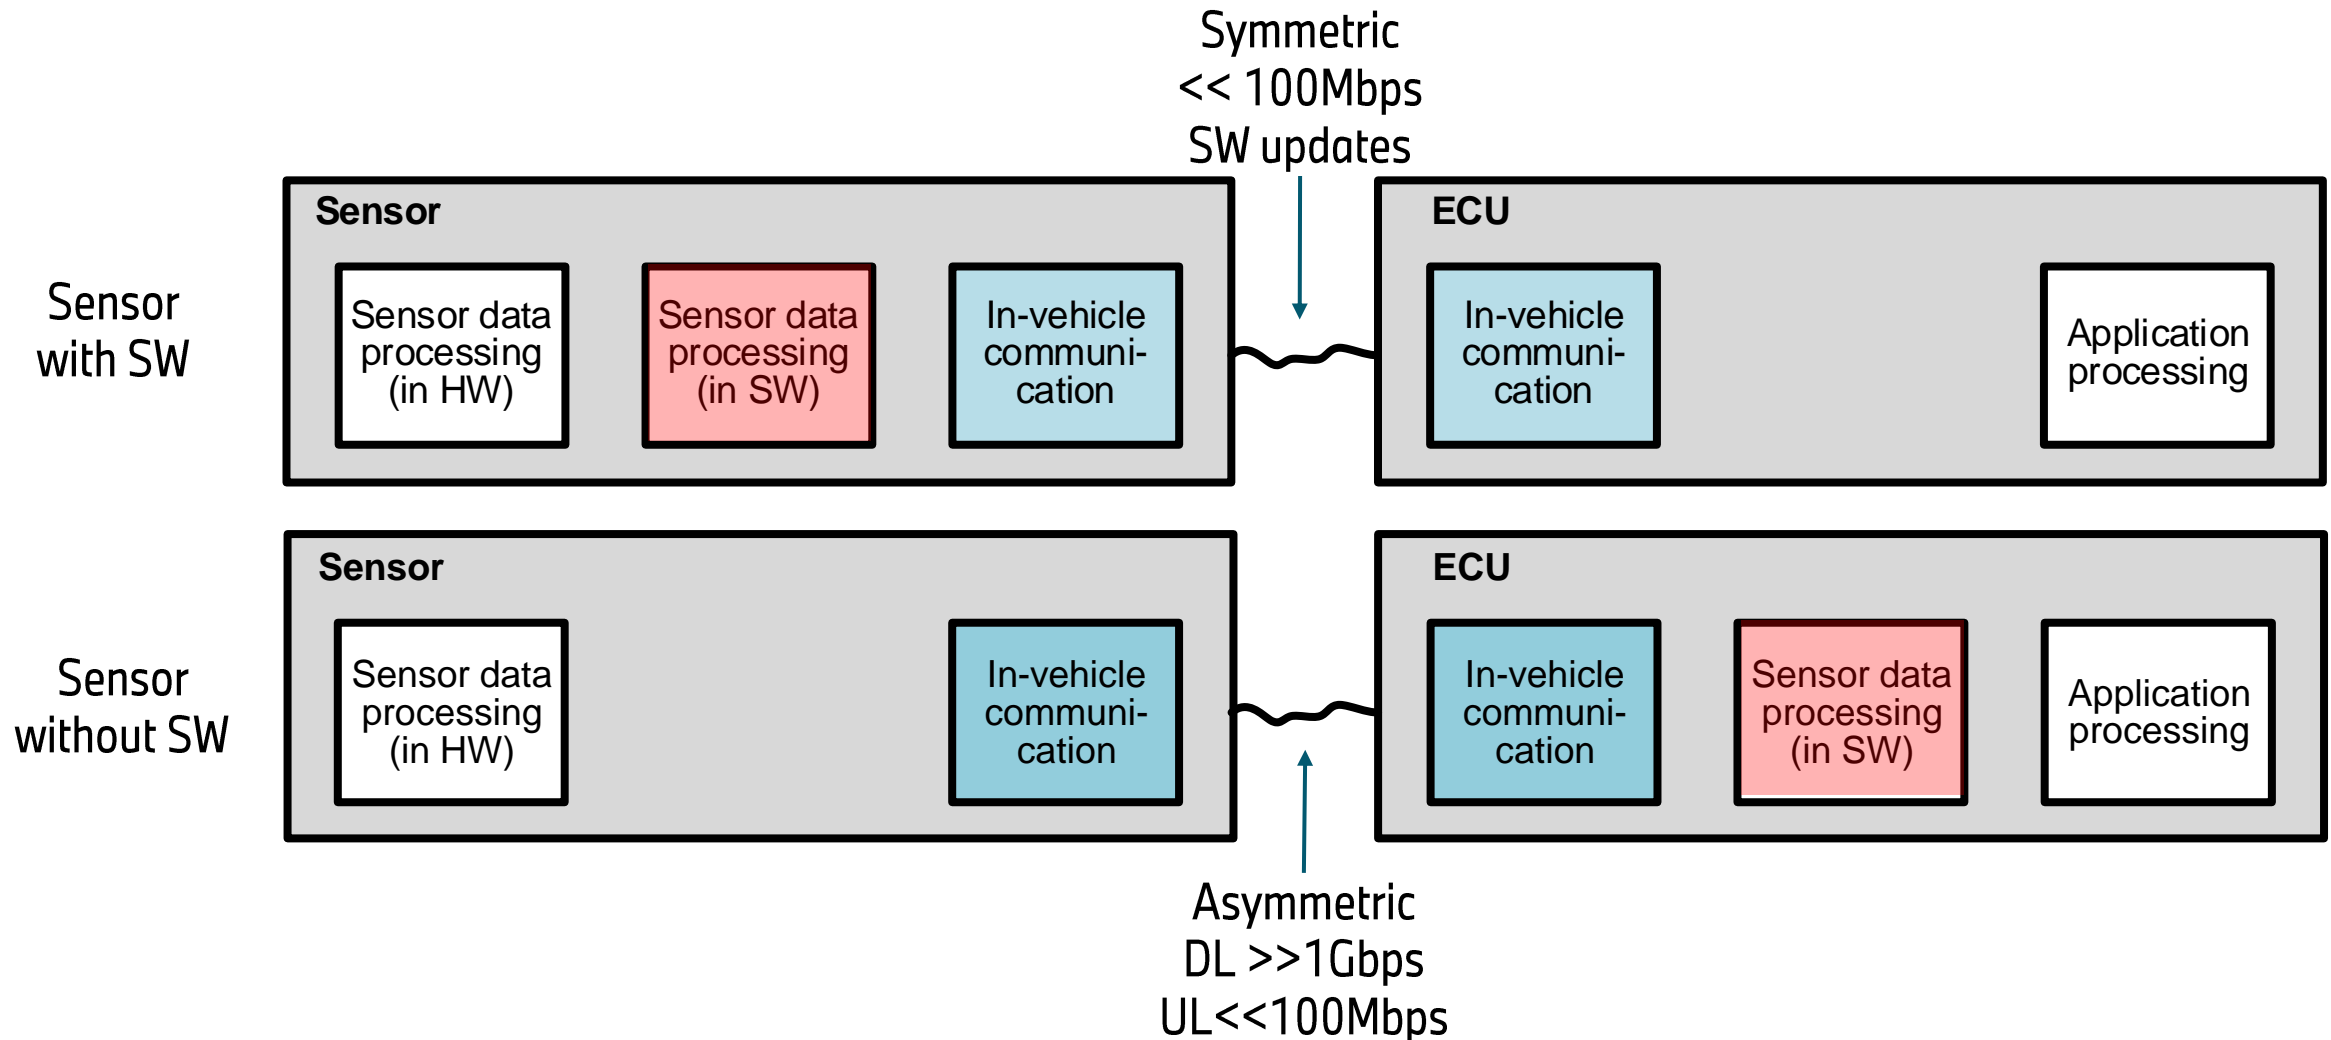 Symmetric
<< 100Mbps
SW updates
Sensor
with SW
Sensor
Sensor data
processing
(in HW)
Sensor data
processing
(in SW)
In-vehicle
communi-
cation
ECU
In-vehicle
communi-
cation
Application
processing
Sensor
without SW
Sensor
Sensor data
processing
(in HW)
In-vehicle
communi-
cation
ECU
In-vehicle
communi-
cation
Sensor data
processing
(in SW)
Application
processing
Asymmetric
DL >>1Gbps
UL<<100Mbps